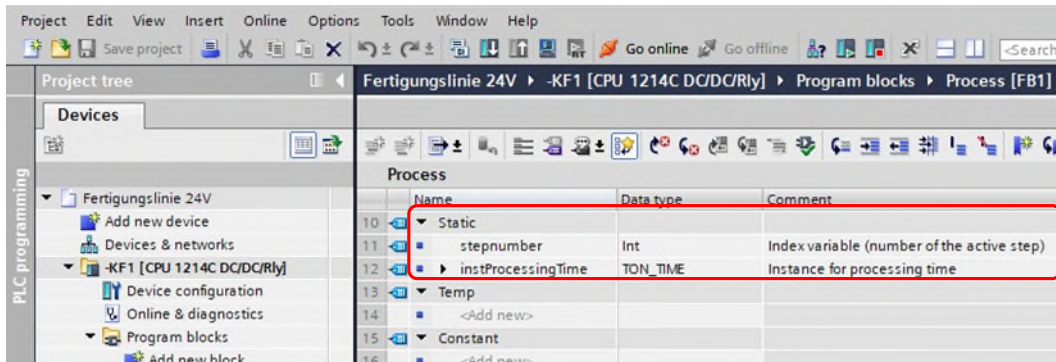 Project Edit View Insert Online Options Tools Window Help
Save project Go online Go offline <Search
Project tree
Fertigungslinie 24V ▸ -KF1 [CPU 1214C DC/DC/Rly] ▸ Program blocks ▸ Process [FB1]
Devices
PLC programming
Fertigungslinie 24V
Add new device
Devices & networks
-KF1 [CPU 1214C DC/DC/Rly]
Device configuration
Online & diagnostics
Program blocks
Add new block
Process
Name Data type Comment
10 Static
11 stepnumber Int Index variable (number of the active step)
12 instProcessingTime TON_TIME Instance for processing time
13 Temp
14 <Add new>
15 Constant
16 <Add new>